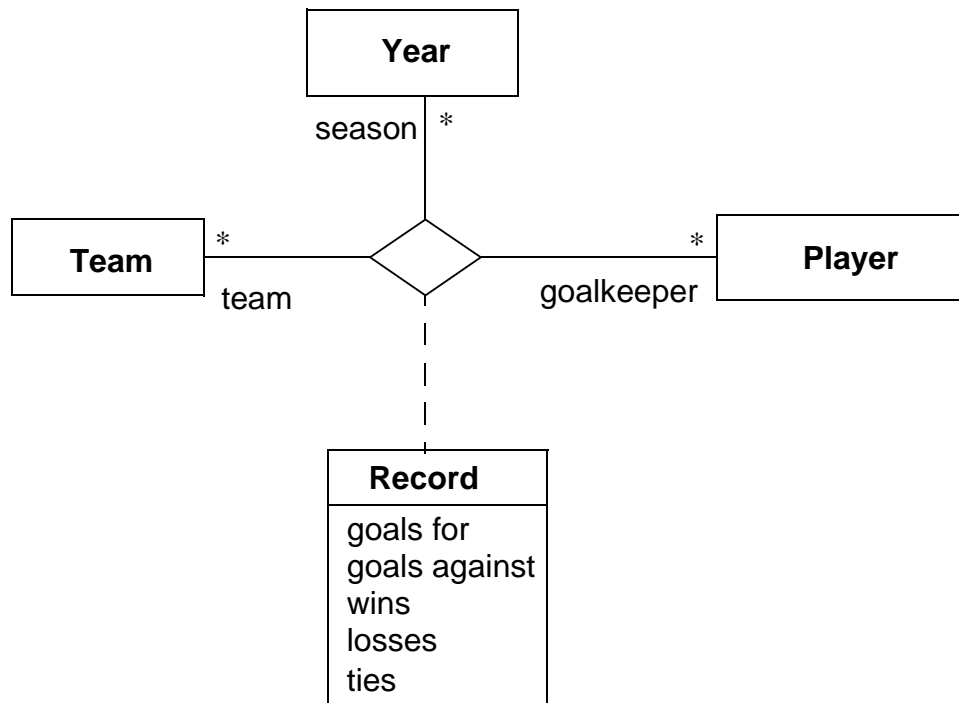 Year
season *
Team
*
team
*
goalkeeper
Player
Record
goals for
goals against
wins
losses
ties